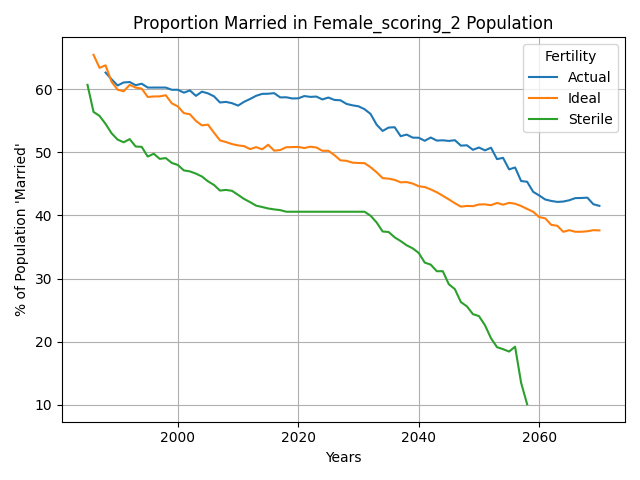 Proportion Married in Female_scoring_2 Population
% of Population 'Married'
60
50
40
30
20
10
Fertility
Actual
Ideal
Sterile
2000 2020 2040 2060
Years